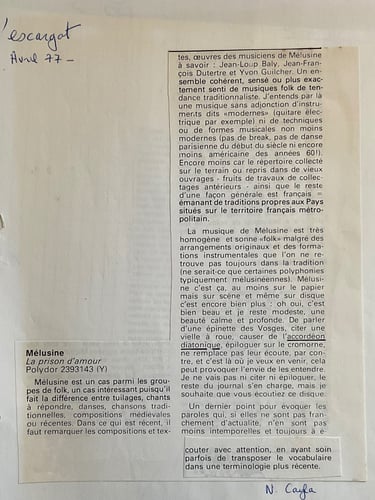 l'escargot
Avril 77 -
Mélusine
La prison d'amour
Polydor 2393143 (Y)
Mélusine est un cas parmi les grou-
pes de folk, un cas intéressant puisqu'il
fait la différence entre tuilages, chants
à répondre, danses, chansons tradi-
tionnelles, compositions médiévales
ou récentes. Dans ce qui est récent, il
faut remarquer les compositions et tex-
tes, œuvres des musiciens de Mélusine
à savoir : Jean-Loup Baly, Jean-Fran-
çois Dutertre et Yvon Guilcher. Un en-
semble cohérent, sensé ou plus exac-
tement senti de musiques folk de ten-
dance traditionnaliste. J'entends par là
une musique sans adjonction d'instru-
ments dits «modernes» (guitare élec-
trique par exemple) ni de techniques
ou de formes musicales non moins
modernes (pas de break, pas de danse
parisienne du début du siècle ni encore
moins américaine des années 60!).
Encore moins car le répertoire collecté
sur le terrain ou repris dans de vieux
ouvrages - fruits de travaux de collec-
tages antérieurs - ainsi que le reste
d'une façon générale est français —
émanant de traditions propres aux Pays
situés sur le territoire français métro-
politain.
La musique de Mélusine est très
homogène et sonne «folk» malgré des
arrangements originaux et des forma-
tions instrumentales que l'on ne re-
trouve pas toujours dans la tradition
(ne serait-ce que certaines polyphonies
typiquement mélusinéennes). Mélusi-
ne c'est ça, au moins sur le papier
mais sur scène et même sur disque
c'est encore bien plus : oh oui, c'est
bien beau et je reste modeste, une
beauté calme et profonde. De parler
d'une épinette des Vosges, citer une
vielle à roue, causer de l'accordéon
diatonique, épiloguer sur le cromorne,
ne remplace pas leur écoute, par con-
tre, et c'est là où je veux en venir, cela
peut provoquer l'envie de les entendre.
Je ne vais pas ni citer ni épiloguer, le
reste du journal s'en charge, mais je
souhaite que vous écoutiez ce disque.
Un dernier point pour évoquer les
paroles qui, si elles ne sont pas fran-
chement d'actualité, n'en sont pas
moins intemporelles et toujours à é-
couter avec attention, en ayant soin
parfois de transposer le vocabulaire
dans une terminologie plus récente.
N. Cayla